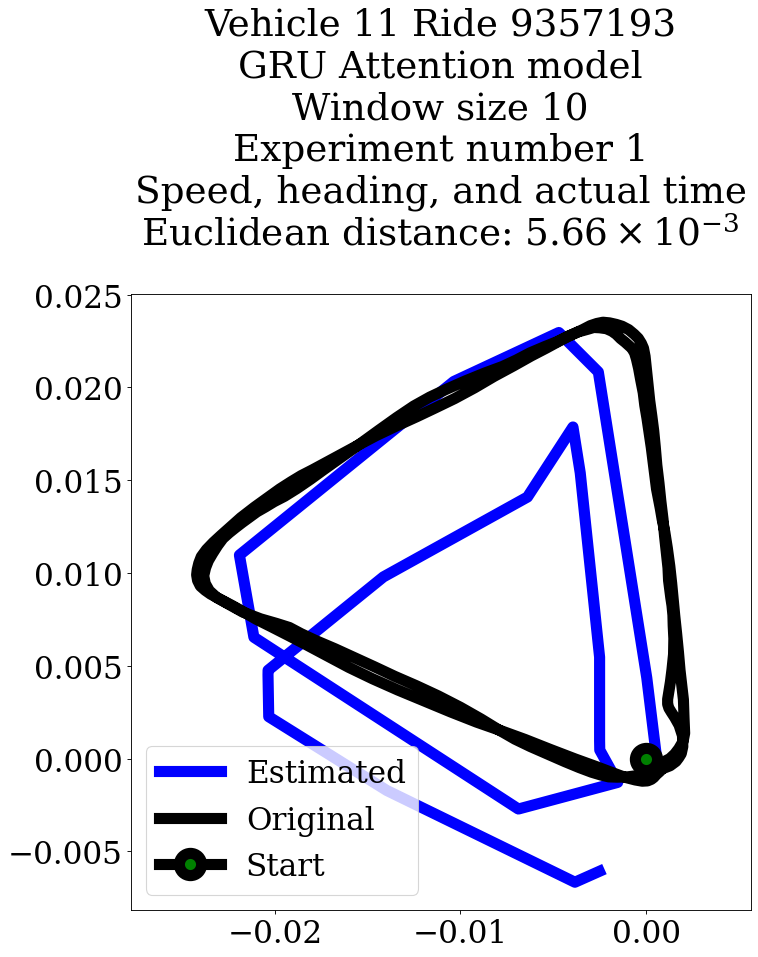 Vehicle 11 Ride 9357193
GRU Attention model
Window size 10
Experiment number 1
Speed, heading, and actual time
Euclidean distance: 5.66 × 10⁻³
0.025
0.020
0.015
0.010
0.005
0.000
−0.005
Estimated
Original
Start
−0.02
−0.01
0.00